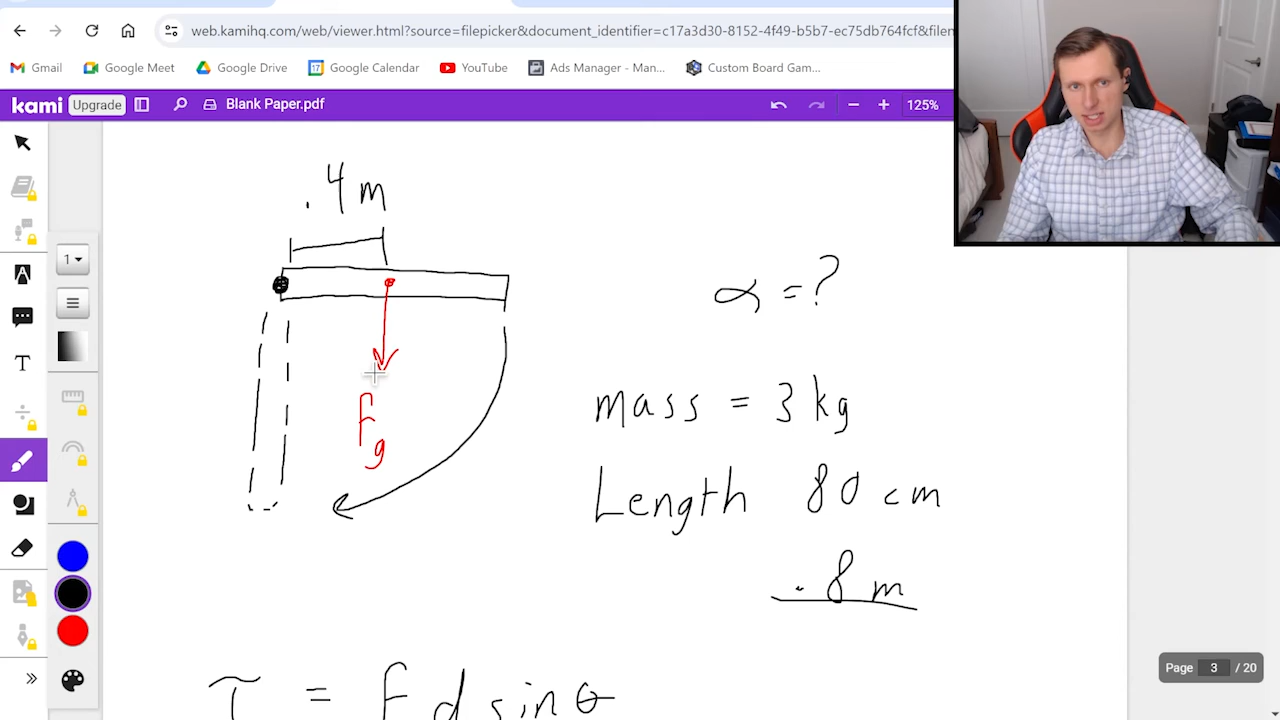 web.kamihq.com/web/viewer.html?source=filepicker&document_identifier=c17a3d30-8152-4f49-b5b7-ec75db764fcf&filen
Gmail Google Meet Google Drive 17 Google Calendar YouTube Ads Manager - Man... Custom Board Gam...
kami Upgrade Blank Paper.pdf 125%
.4 m
α = ?
1
Fg
mass = 3 kg
Length 80 cm
.8 m
Page 3 / 20
τ = F d sin θ